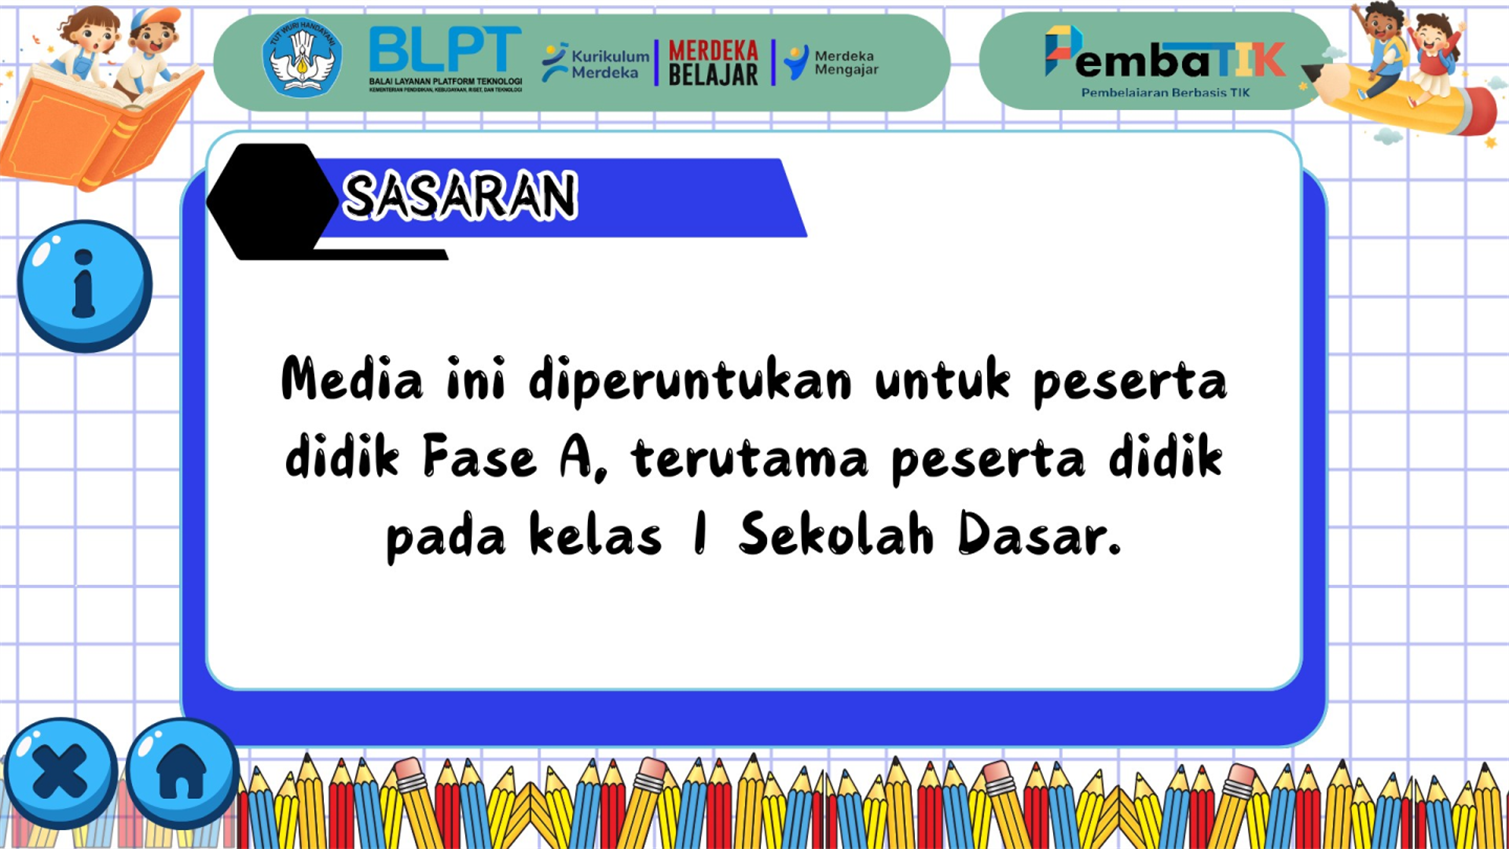 TUT WURI HANDAYANI
BLPT
BALAI LAYANAN PLATFORM TEKNOLOGI
KEMENTERIAN PENDIDIKAN, KEBUDAYAAN, RISET, DAN TEKNOLOGI
Kurikulum
Merdeka
MERDEKA
BELAJAR
Merdeka
Mengajar
PembaTIK
Pembelajaran Berbasis TIK
SASARAN
i
Media ini diperuntukan untuk peserta
didik Fase A, terutama peserta didik
pada kelas 1 Sekolah Dasar.